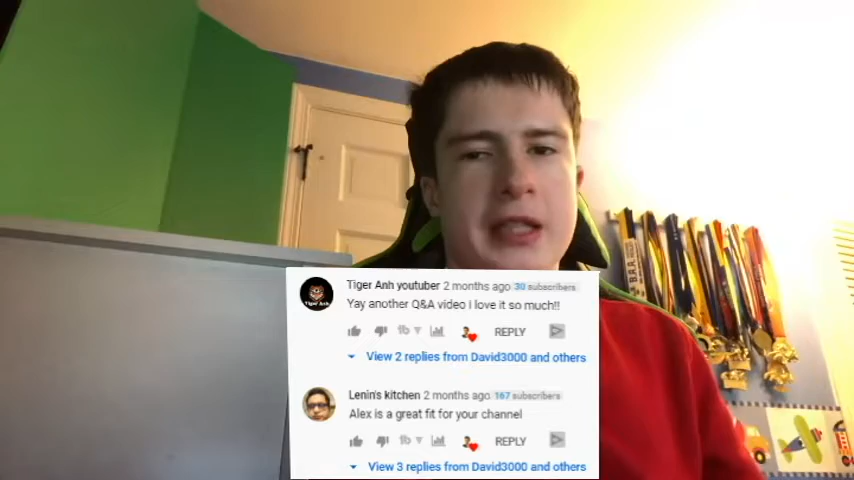 Tiger Anh youtuber 2 months ago 30 subscribers
Yay another Q&A video I love it so much!!
REPLY
View 2 replies from David3000 and others
Lenin's kitchen 2 months ago 167 subscribers
Alex is a great fit for your channel
REPLY
View 3 replies from David3000 and others